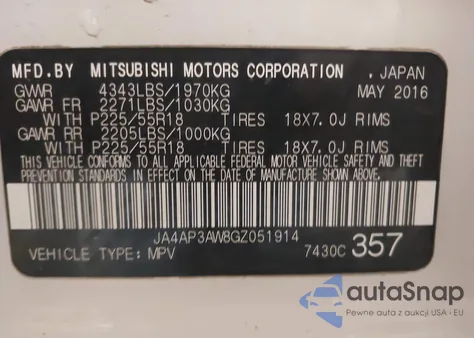 MFD.BY MITSUBISHI MOTORS CORPORATION . JAPAN
GVWR 4343LBS/1970KG MAY 2016
GAWR FR 2271LBS/1030KG
WITH P225/55R18 TIRES 18X7.0J RIMS
GAWR RR 2205LBS/1000KG
WITH P225/55R18 TIRES 18X7.0J RIMS
THIS VEHICLE CONFORMS TO ALL APPLICABLE FEDERAL MOTOR VEHICLE SAFETY AND THEFT
PREVENTION STANDARDS IN EFFECT ON THE DATE OF MANUFACTURE SHOWN ABOVE.
JA4AP3AW8GZ051914
VEHICLE TYPE: MPV 7430C 357
autoSnap
Pewne auta z aukcji USA i EU